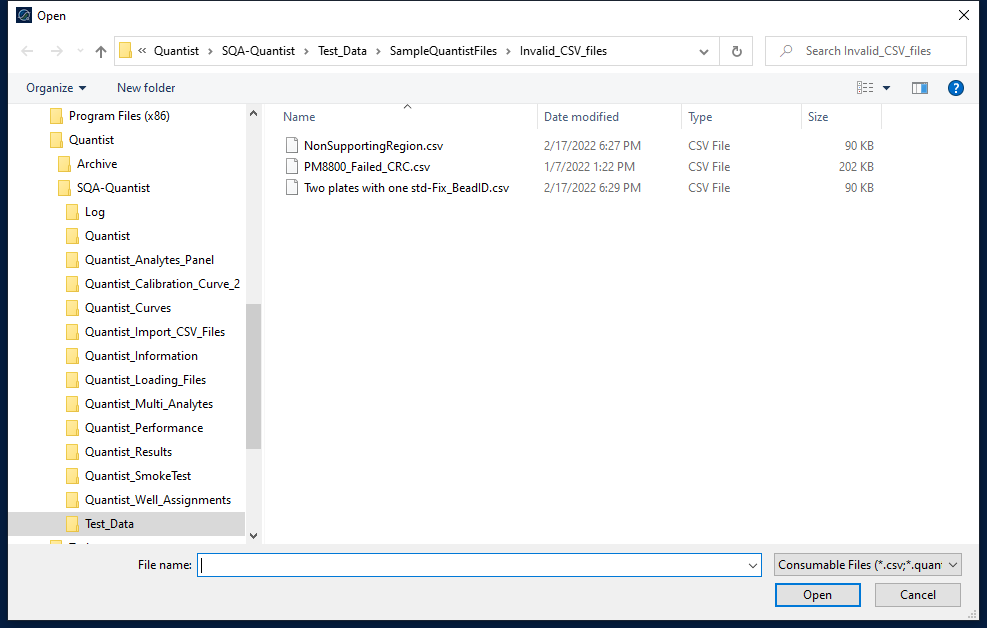 Open
« Quantist > SQA-Quantist > Test_Data > SampleQuantistFiles > Invalid_CSV_files
Search Invalid_CSV_files
Organize
New folder
?
Program Files (x86)
Quantist
Archive
SQA-Quantist
Log
Quantist
Quantist_Analytes_Panel
Quantist_Calibration_Curve_2
Quantist_Curves
Quantist_Import_CSV_Files
Quantist_Information
Quantist_Loading_Files
Quantist_Multi_Analytes
Quantist_Performance
Quantist_Results
Quantist_SmokeTest
Quantist_Well_Assignments
Test_Data
Name Date modified Type Size
NonSupportingRegion.csv 2/17/2022 6:27 PM CSV File 90 KB
PM8800_Failed_CRC.csv 1/7/2022 1:22 PM CSV File 202 KB
Two plates with one std-Fix_BeadID.csv 2/17/2022 6:29 PM CSV File 90 KB
File name:
Consumable Files (*.csv;*.quan
Open
Cancel